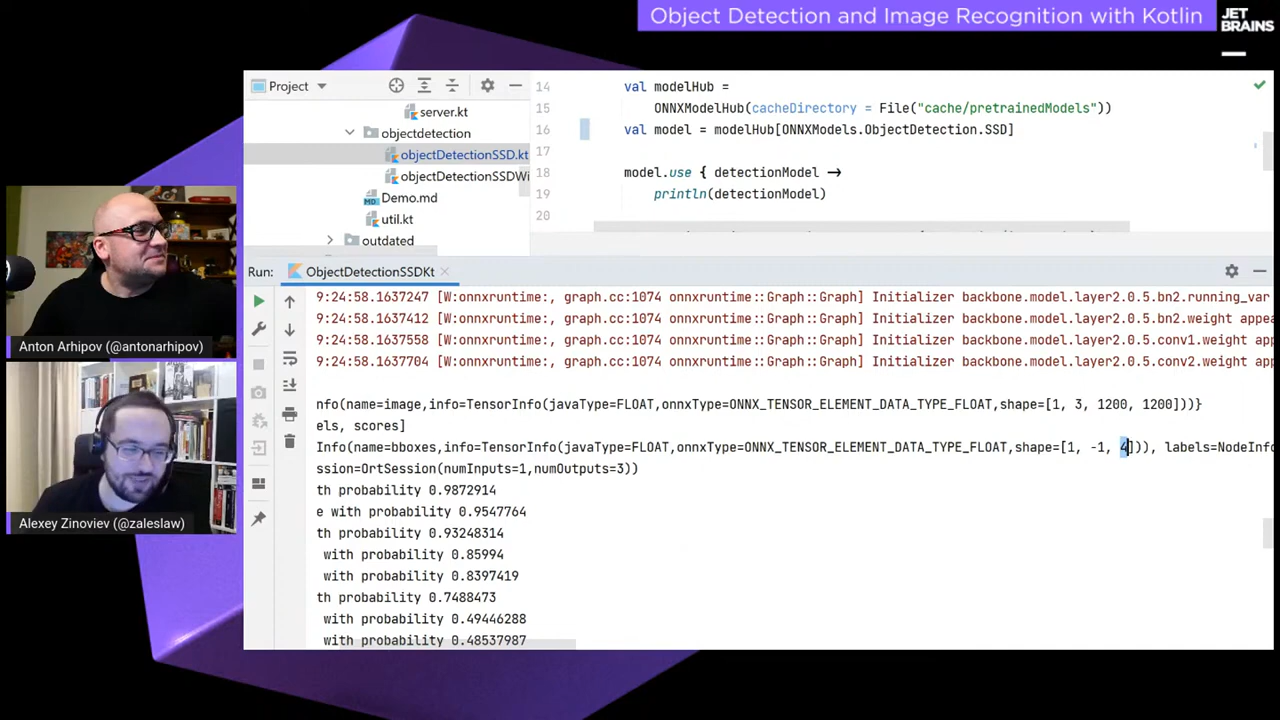 Object Detection and Image Recognition with Kotlin
JET
BRAINS
Project
server.kt
objectdetection
objectDetectionSSD.kt
objectDetectionSSDWi
Demo.md
util.kt
outdated
14 val modelHub =
15 ONNXModelHub(cacheDirectory = File("cache/pretrainedModels"))
16 val model = modelHub[ONNXModels.ObjectDetection.SSD]
17
18 model.use { detectionModel ->
19 println(detectionModel)
20
Run: ObjectDetectionSSDKt
9:24:58.1637247 [W:onnxruntime:, graph.cc:1074 onnxruntime::Graph::Graph] Initializer backbone.model.layer2.0.5.bn2.running_var
9:24:58.1637412 [W:onnxruntime:, graph.cc:1074 onnxruntime::Graph::Graph] Initializer backbone.model.layer2.0.5.bn2.weight appea
9:24:58.1637558 [W:onnxruntime:, graph.cc:1074 onnxruntime::Graph::Graph] Initializer backbone.model.layer2.0.5.conv1.weight app
9:24:58.1637704 [W:onnxruntime:, graph.cc:1074 onnxruntime::Graph::Graph] Initializer backbone.model.layer2.0.5.conv2.weight app
nfo(name=image,info=TensorInfo(javaType=FLOAT,onnxType=ONNX_TENSOR_ELEMENT_DATA_TYPE_FLOAT,shape=[1, 3, 1200, 1200]))}
els, scores]
Info(name=bboxes,info=TensorInfo(javaType=FLOAT,onnxType=ONNX_TENSOR_ELEMENT_DATA_TYPE_FLOAT,shape=[1, -1, 4])), labels=NodeInfo
ssion=OrtSession(numInputs=1,numOutputs=3))
th probability 0.9872914
e with probability 0.9547764
th probability 0.93248314
with probability 0.85994
with probability 0.8397419
th probability 0.7488473
with probability 0.49446288
with probability 0.48537987
Anton Arhipov (@antonarhipov)
Alexey Zinoviev (@zaleslaw)